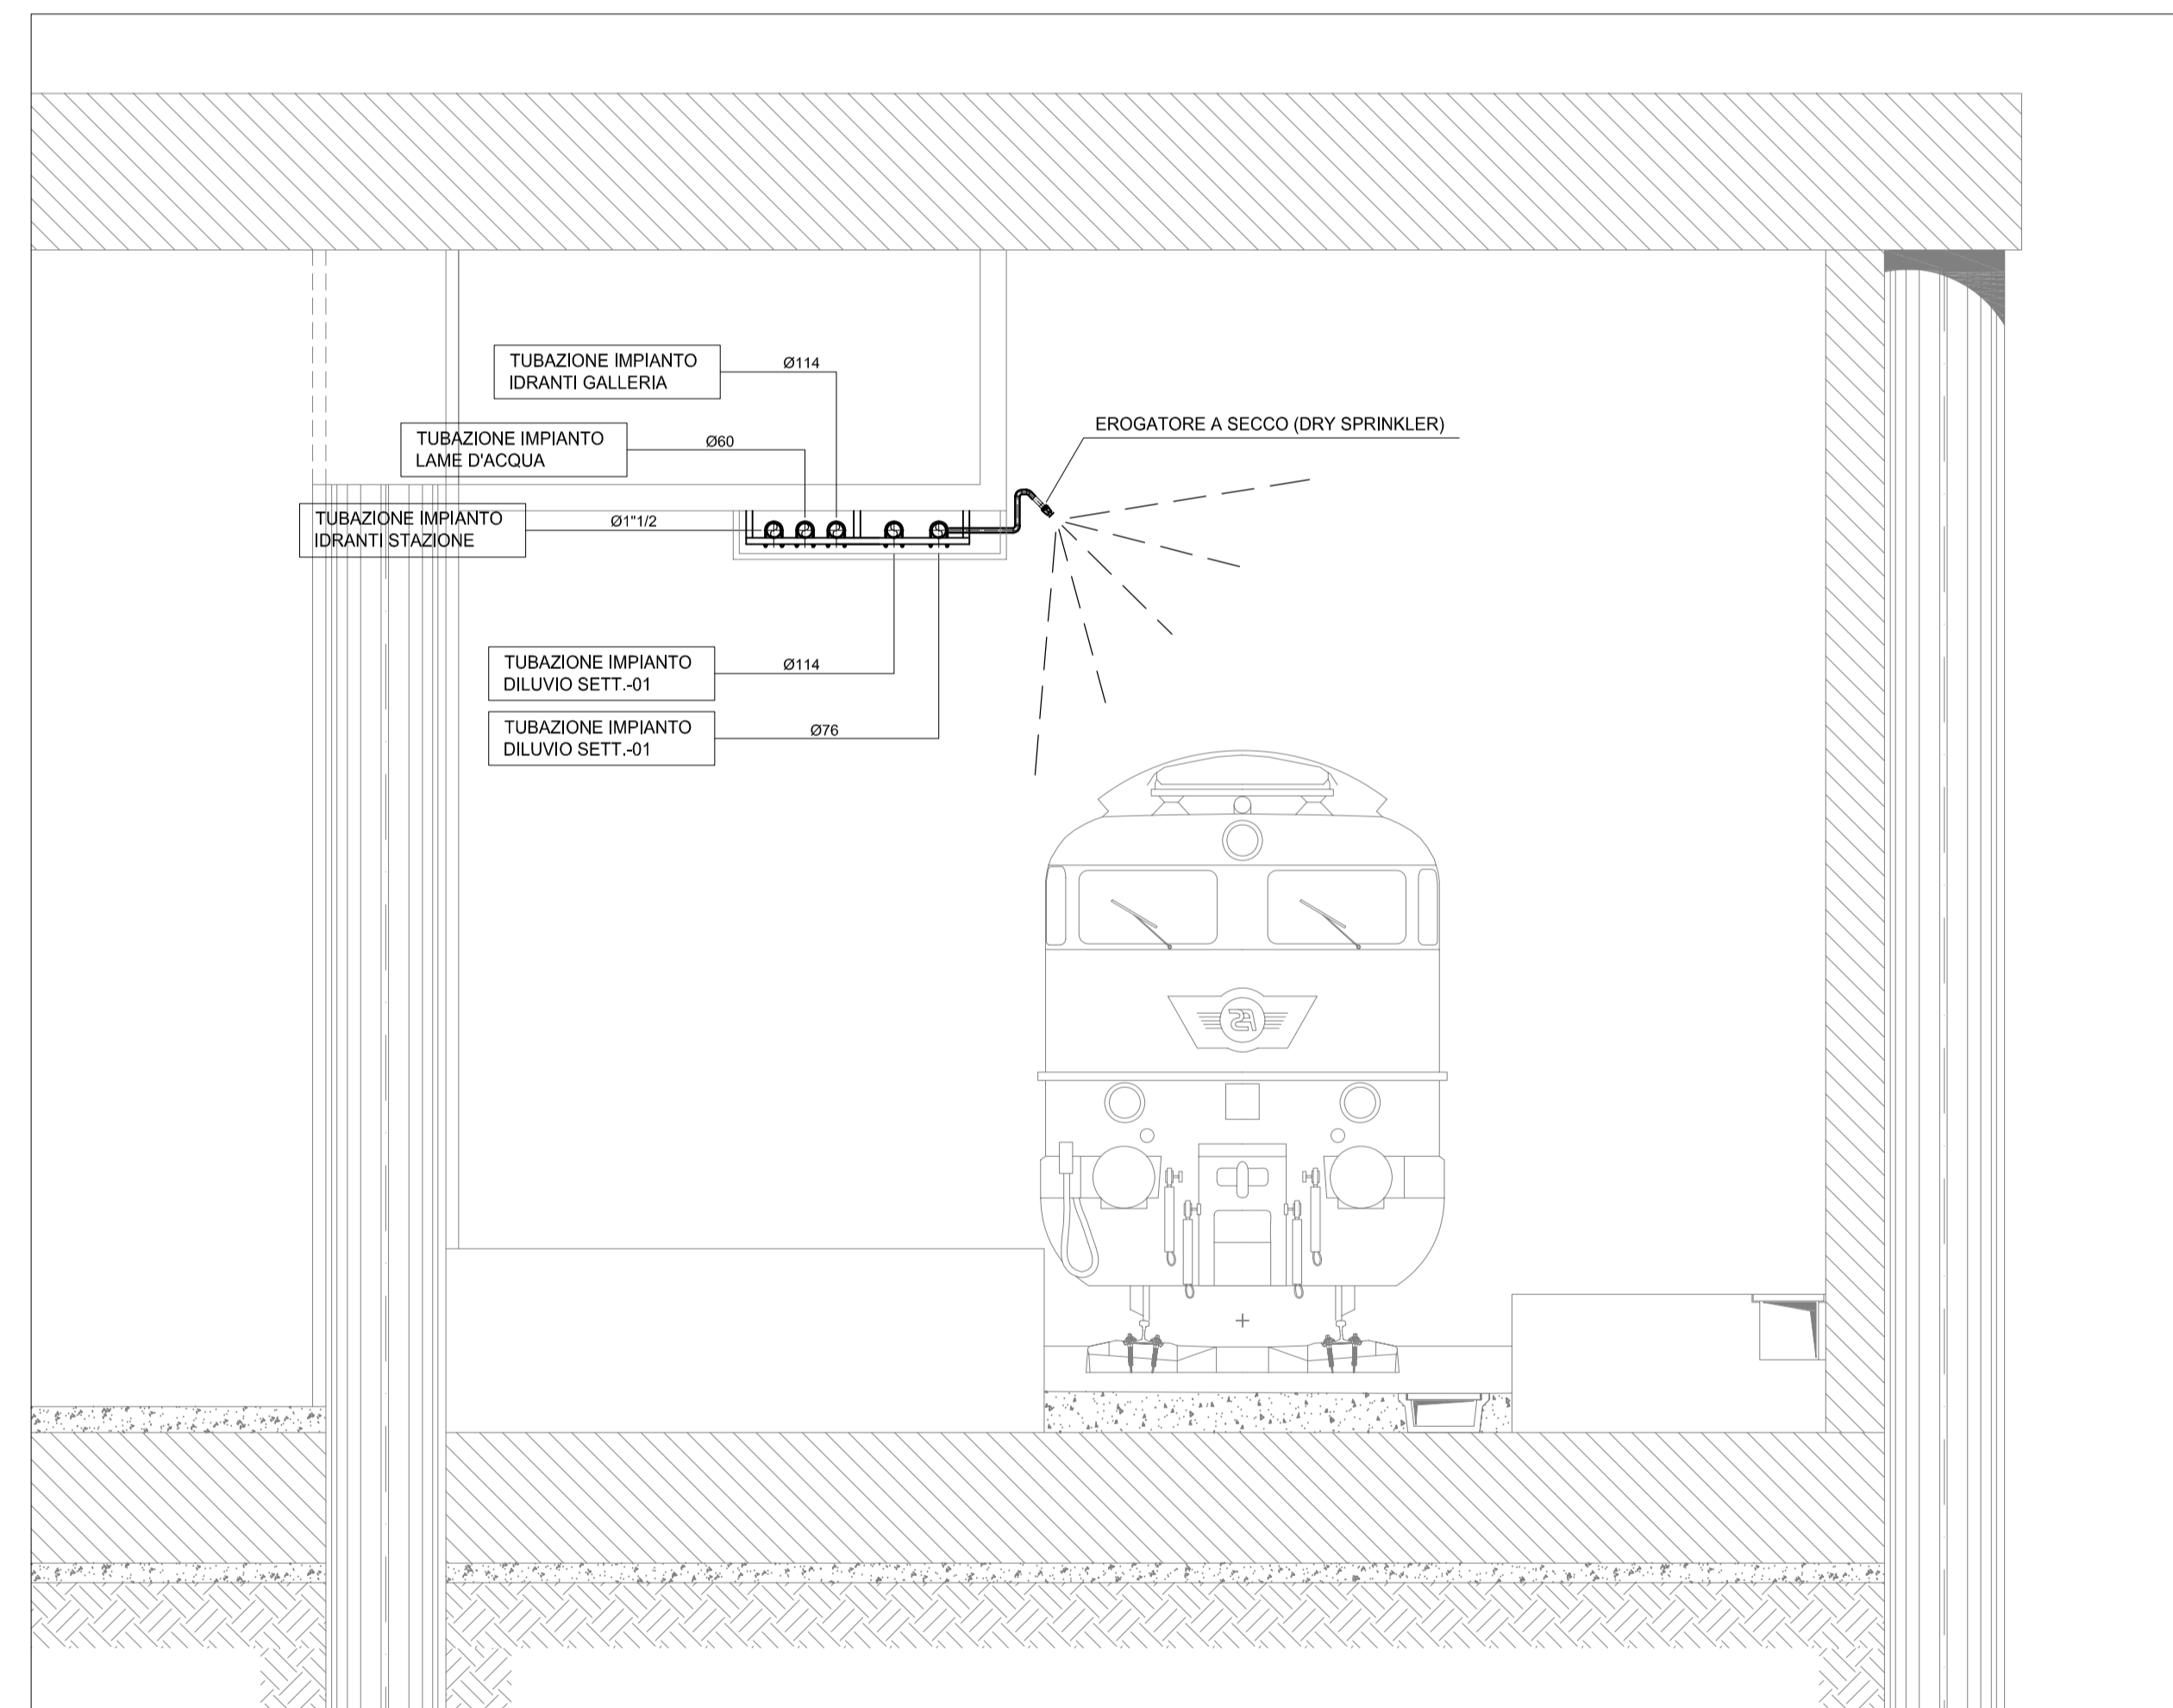 TUBAZIONE IMPIANTO
IDRANTI GALLERIA
Ø114
TUBAZIONE IMPIANTO
LAME D'ACQUA
Ø60
EROGATORE A SECCO (DRY SPRINKLER)
TUBAZIONE IMPIANTO
IDRANTI STAZIONE
Ø1"1/2
TUBAZIONE IMPIANTO
DILUVIO SETT.-01
Ø114
TUBAZIONE IMPIANTO
DILUVIO SETT.-01
Ø76